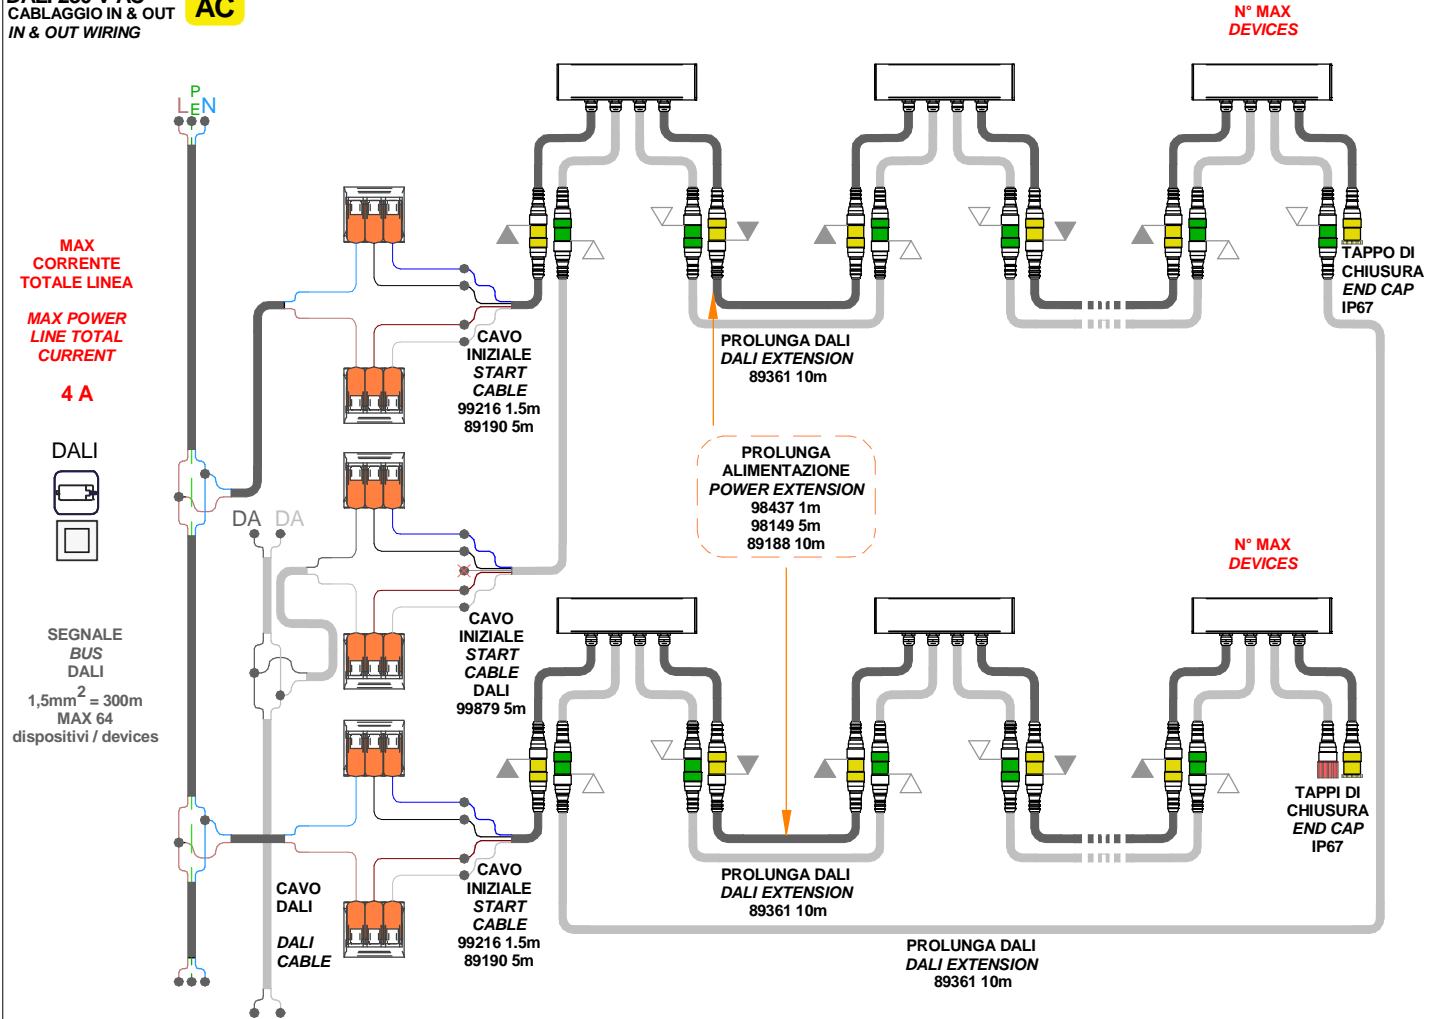 DALI 230 V AC
CABLAGGIO IN & OUT
IN & OUT WIRING
AC
N° MAX
DEVICES
L
P
E
N
MAX
CORRENTE
TOTALE LINEA
MAX POWER
LINE TOTAL
CURRENT
4 A
DALI
SEGNALE
BUS
DALI
1,5mm² = 300m
MAX 64
dispositivi / devices
DA DA
CAVO
INIZIALE
START
CABLE
99216 1.5m
89190 5m
PROLUNGA DALI
DALI EXTENSION
89361 10m
TAPPO DI
CHIUSURA
END CAP
IP67
PROLUNGA
ALIMENTAZIONE
POWER EXTENSION
98437 1m
98149 5m
89188 10m
N° MAX
DEVICES
CAVO
INIZIALE
START
CABLE
DALI
99879 5m
TAPPI DI
CHIUSURA
END CAP
IP67
CAVO
DALI
DALI
CABLE
CAVO
INIZIALE
START
CABLE
99216 1.5m
89190 5m
PROLUNGA DALI
DALI EXTENSION
89361 10m
PROLUNGA DALI
DALI EXTENSION
89361 10m